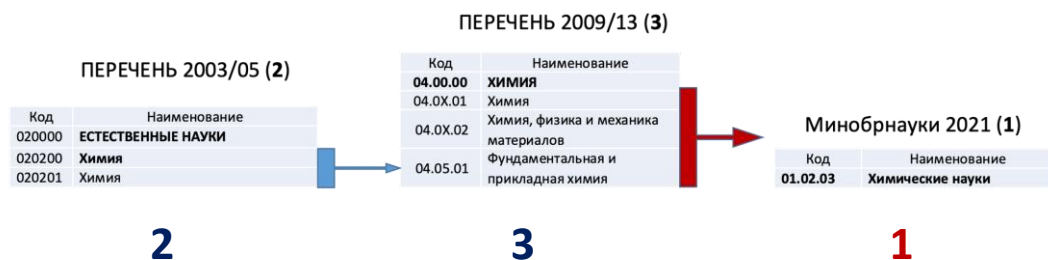 ПЕРЕЧЕНЬ 2003/05 (2)
Код Наименование
020000 ЕСТЕСТВЕННЫЕ НАУКИ
020200 Химия
020201 Химия
2
ПЕРЕЧЕНЬ 2009/13 (3)
Код Наименование
04.00.00 ХИМИЯ
04.0X.01 Химия
04.0X.02 Химия, физика и механика
материалов
04.05.01 Фундаментальная и
прикладная химия
3
Минобрнауки 2021 (1)
Код Наименование
01.02.03 Химические науки
1